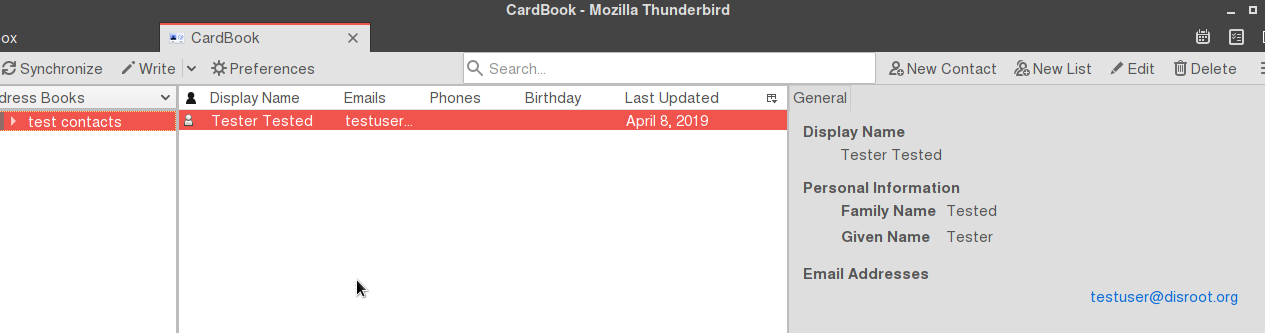 CardBook - Mozilla Thunderbird
ox
CardBook
Synchronize Write Preferences Search... New Contact New List Edit Delete
dress Books
Display Name Emails Phones Birthday Last Updated
General
test contacts
Tester Tested testuser... April 8, 2019
Display Name
Tester Tested
Personal Information
Family Name Tested
Given Name Tester
Email Addresses
testuser@disroot.org